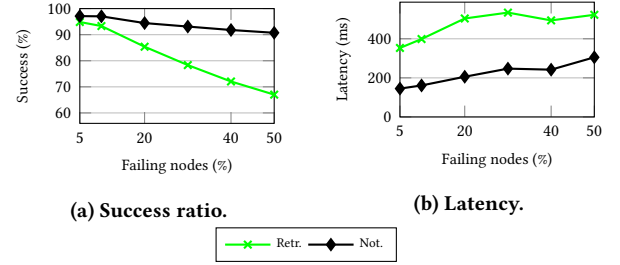 100
90
80
70
60
Success (%)
5 20 40 50
Failing nodes (%)
(a) Success ratio.
400
200
0
Latency (ms)
5 20 40 50
Failing nodes (%)
(b) Latency.
Retr. Not.